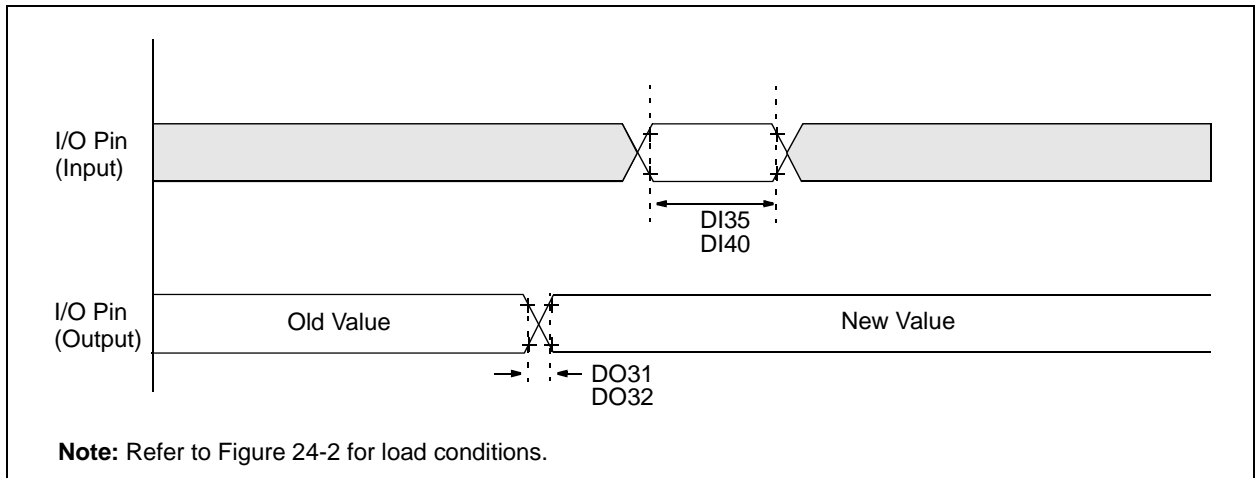 I/O Pin
(Input)
DI35
DI40
I/O Pin
(Output)
Old Value
New Value
DO31
DO32
Note: Refer to Figure 24-2 for load conditions.